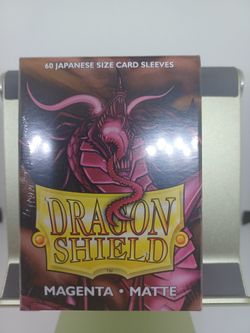 60 JAPANESE SIZE CARD SLEEVES
DRAGON
SHIELD
MAGENTA • MATTE